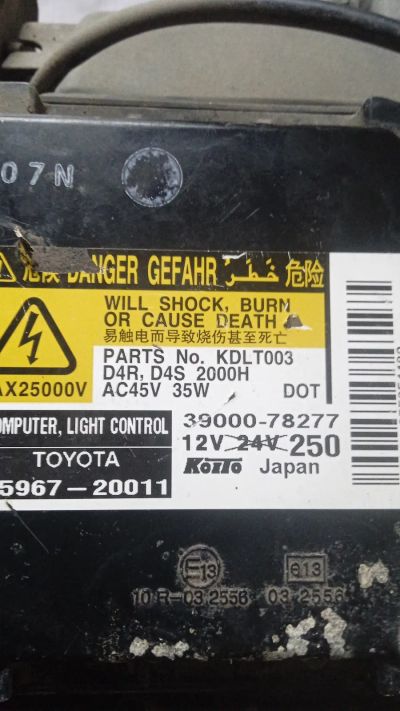 07N
危険 DANGER GEFAHR خطر 危险
WILL SHOCK, BURN
OR CAUSE DEATH
易触电而导致烧伤甚至死亡
AX25000V
PARTS No. KDLT003
D4R, D4S 2000H
AC45V 35W DOT
OMPUTER, LIGHT CONTROL
39000-78277
TOYOTA
12V 24V 250
5967-20011
KOITO Japan
E13
e13
10 R-03 2556
03 2556